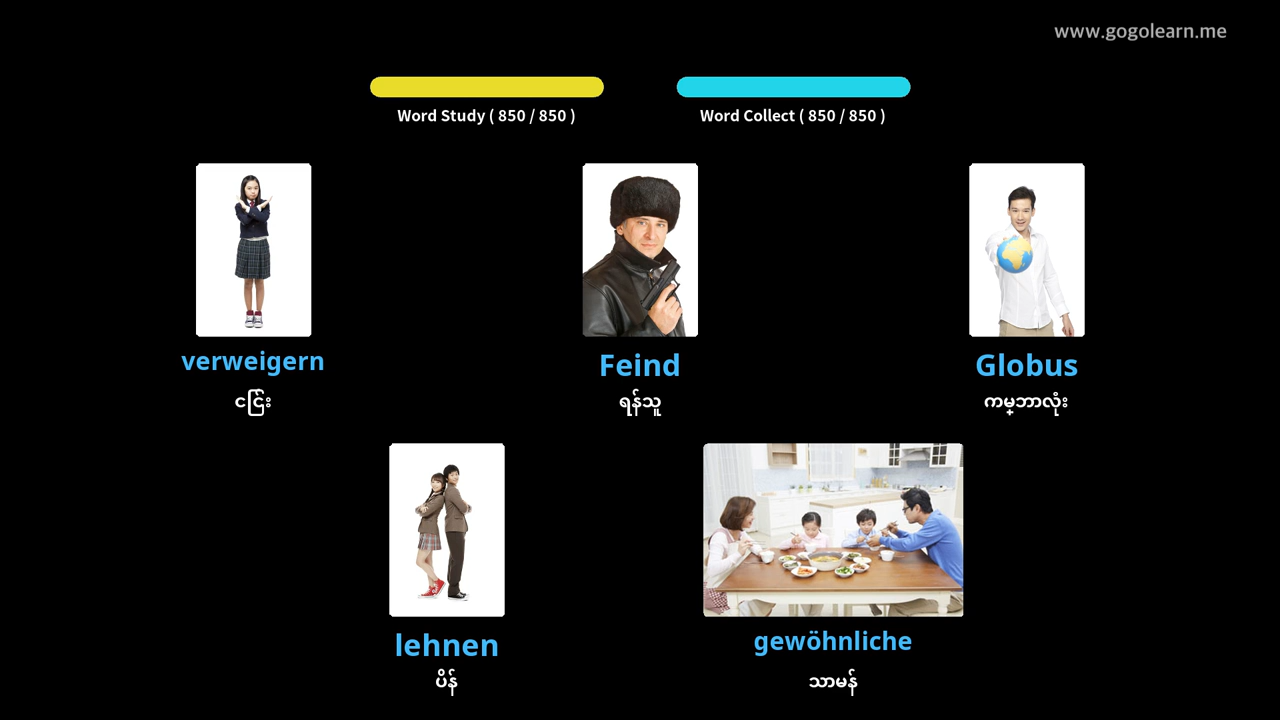 www.gogolearn.me
Word Study ( 850 / 850 )
Word Collect ( 850 / 850 )
verweigern
ငြင်း
Feind
ရန်သူ
Globus
ကမ္ဘာလုံး
lehnen
ပိန်
gewöhnliche
သာမန်